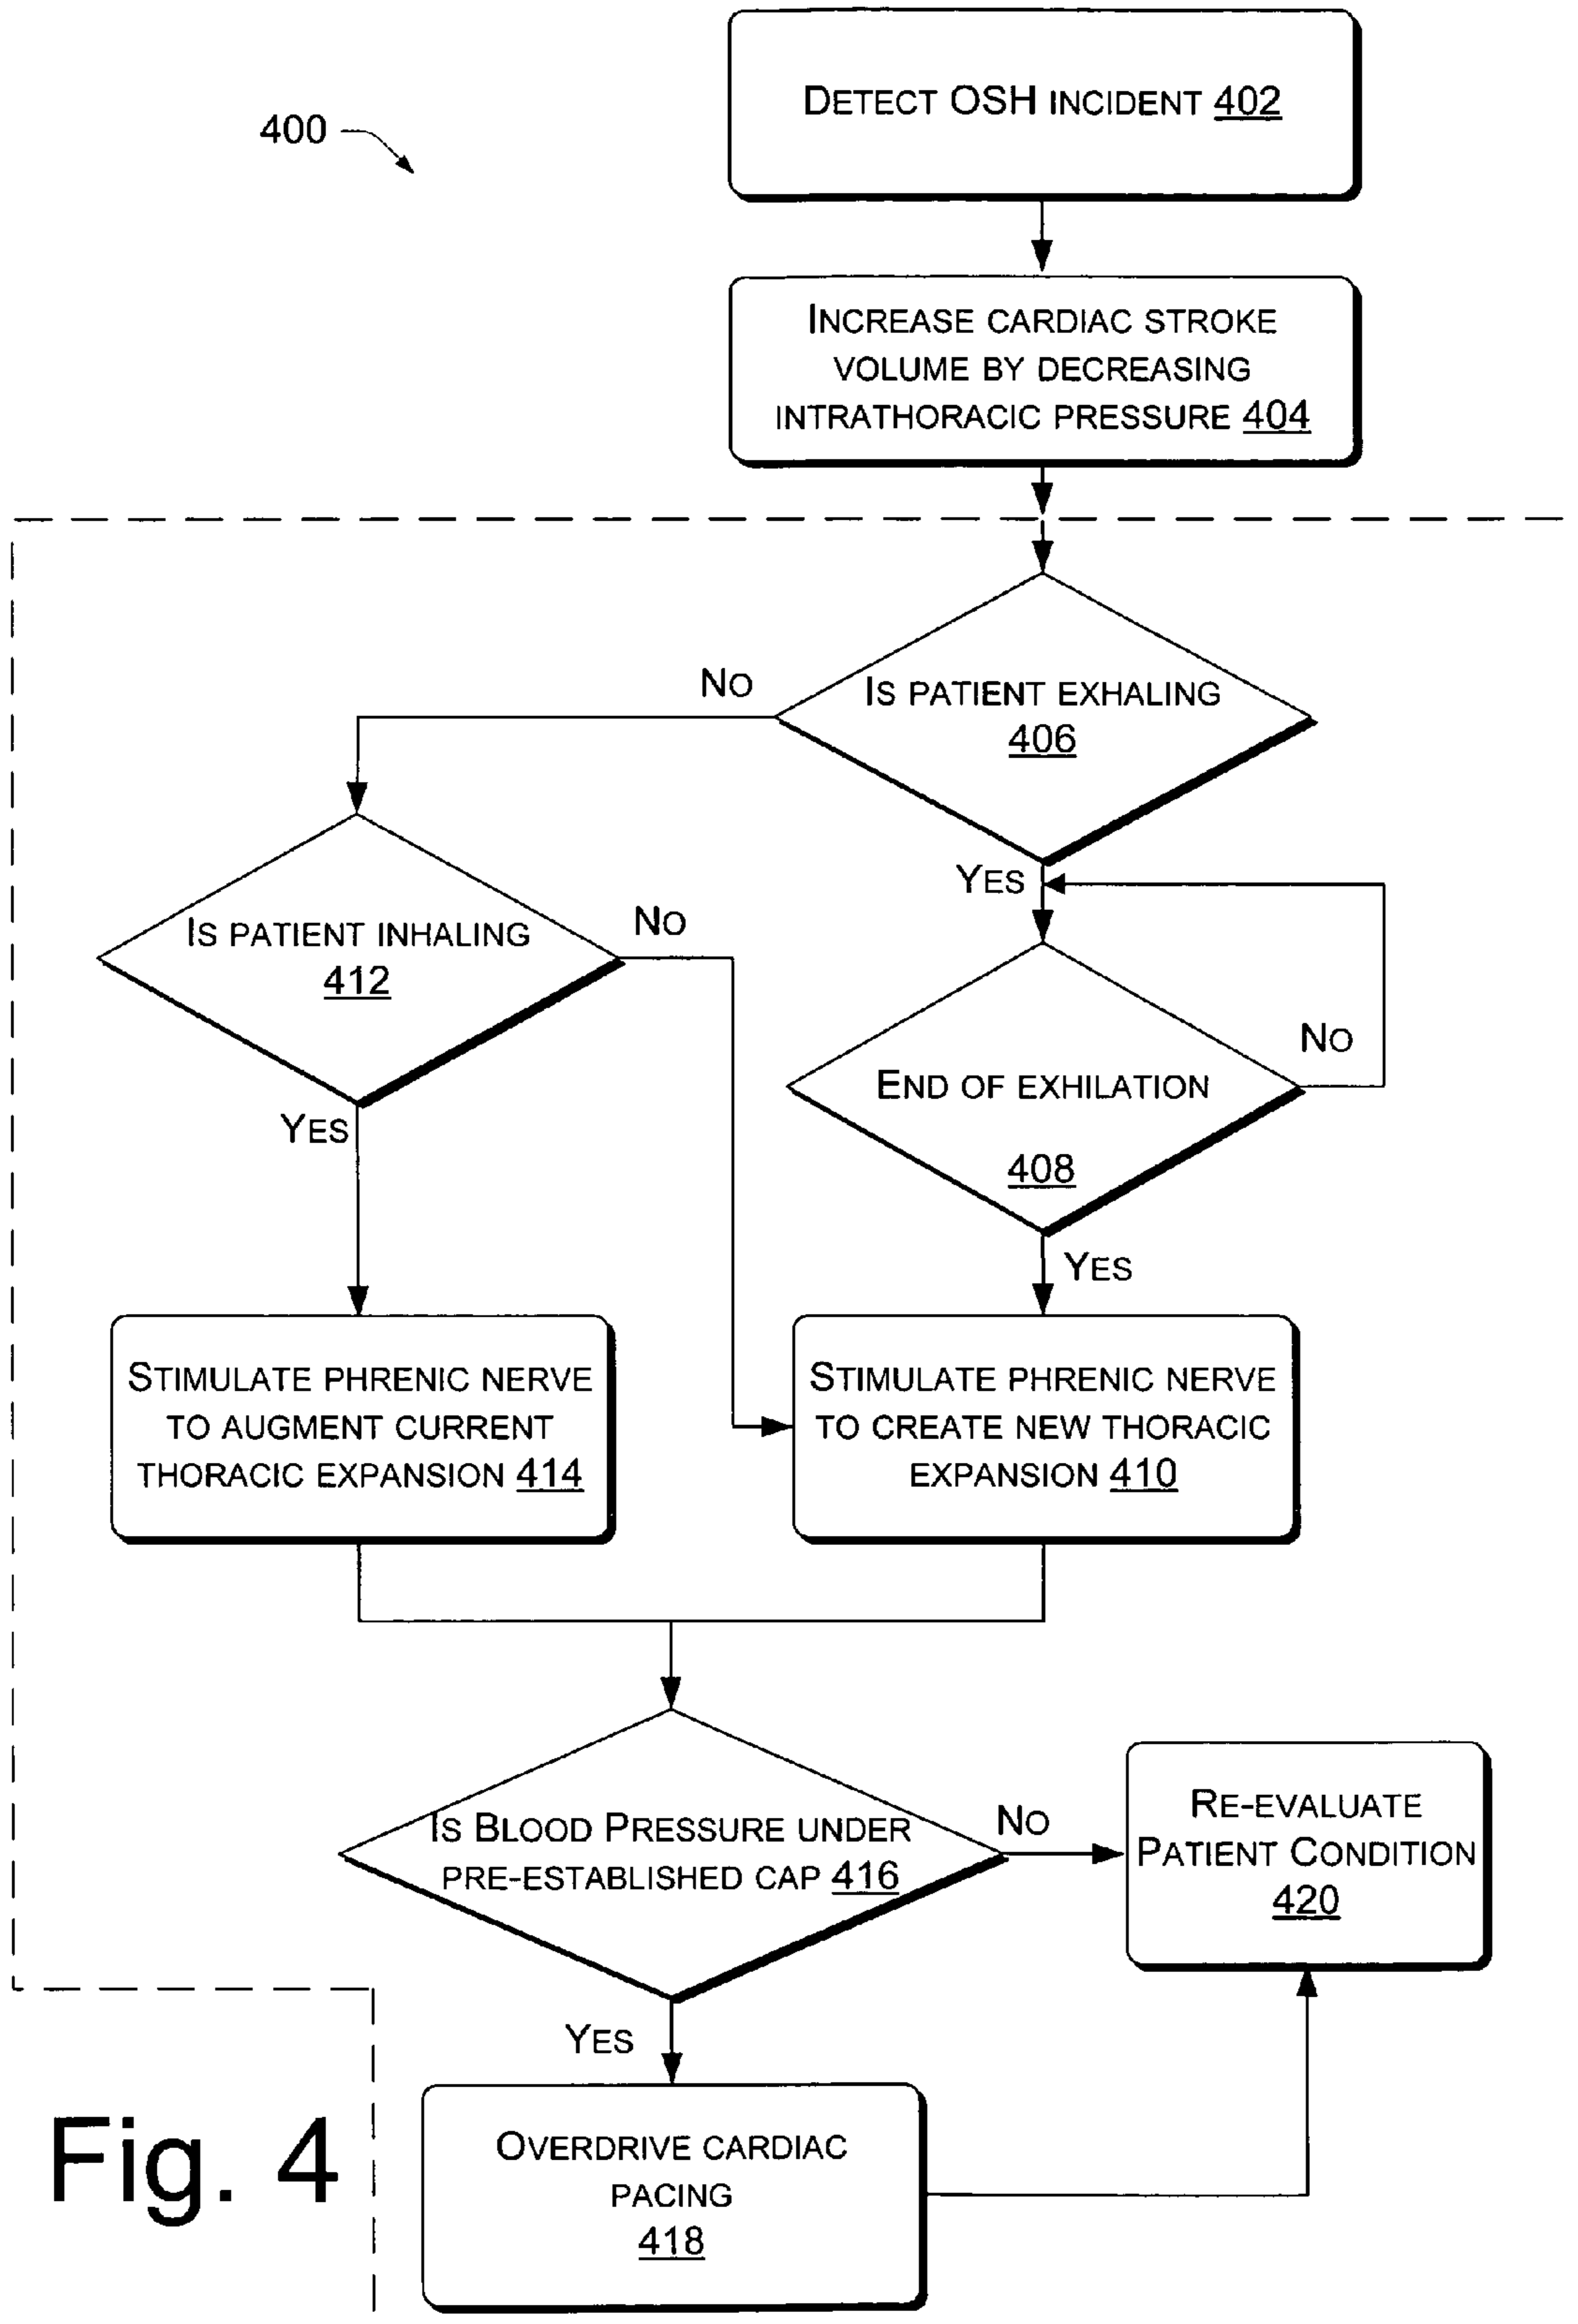 DETECT OSH INCIDENT 402
400
INCREASE CARDIAC STROKE
VOLUME BY DECREASING
INTRATHORACIC PRESSURE 404
NO
IS PATIENT EXHALING
406
YES
IS PATIENT INHALING
412
NO
NO
END OF EXHILATION
408
YES
YES
STIMULATE PHRENIC NERVE
TO AUGMENT CURRENT
THORACIC EXPANSION 414
STIMULATE PHRENIC NERVE
TO CREATE NEW THORACIC
EXPANSION 410
IS BLOOD PRESSURE UNDER
PRE-ESTABLISHED CAP 416
NO
RE-EVALUATE
PATIENT CONDITION
420
YES
OVERDRIVE CARDIAC
PACING
418
Fig. 4